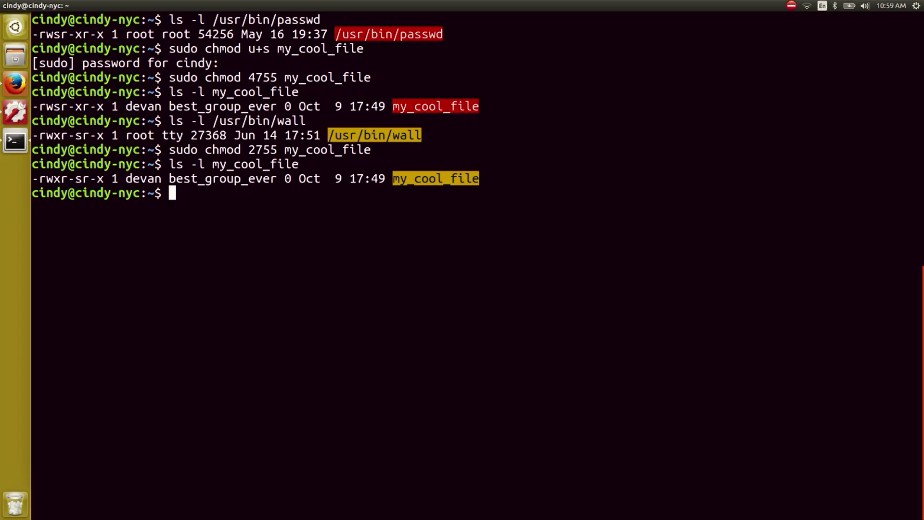 cindy@cindy-nyc: ~
En
10:59 AM
cindy@cindy-nyc:~$ ls -l /usr/bin/passwd
-rwsr-xr-x 1 root root 54256 May 16 19:37 /usr/bin/passwd
cindy@cindy-nyc:~$ sudo chmod u+s my_cool_file
[sudo] password for cindy:
cindy@cindy-nyc:~$ sudo chmod 4755 my_cool_file
cindy@cindy-nyc:~$ ls -l my_cool_file
-rwsr-xr-x 1 devan best_group_ever 0 Oct  9 17:49 my_cool_file
cindy@cindy-nyc:~$ ls -l /usr/bin/wall
-rwxr-sr-x 1 root tty 27368 Jun 14 17:51 /usr/bin/wall
cindy@cindy-nyc:~$ sudo chmod 2755 my_cool_file
cindy@cindy-nyc:~$ ls -l my_cool_file
-rwxr-sr-x 1 devan best_group_ever 0 Oct  9 17:49 my_cool_file
cindy@cindy-nyc:~$